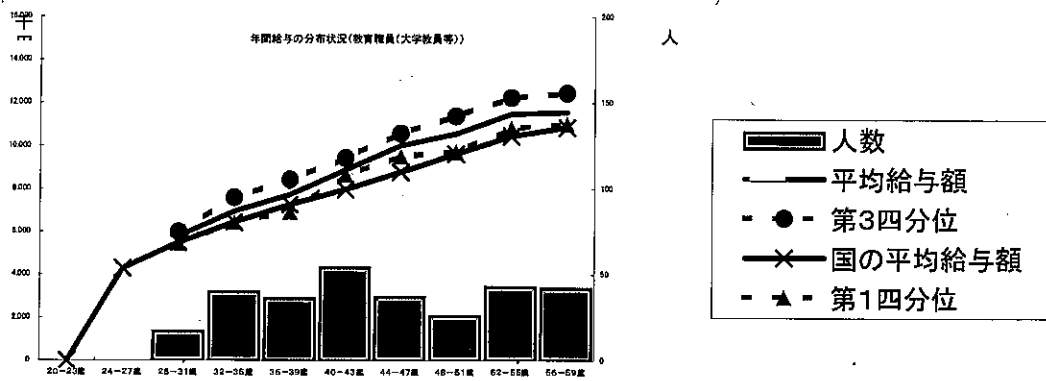 年間給与の分布状況(教育職員(大学教員等))
千円
人
16,000
14,000
12,000
10,000
8,000
6,000
4,000
2,000
0
200
150
100
50
0
20-23歳 24-27歳 28-31歳 32-35歳 36-39歳 40-43歳 44-47歳 48-51歳 52-55歳 56-59歳
人数
平均給与額
第3四分位
国の平均給与額
第1四分位